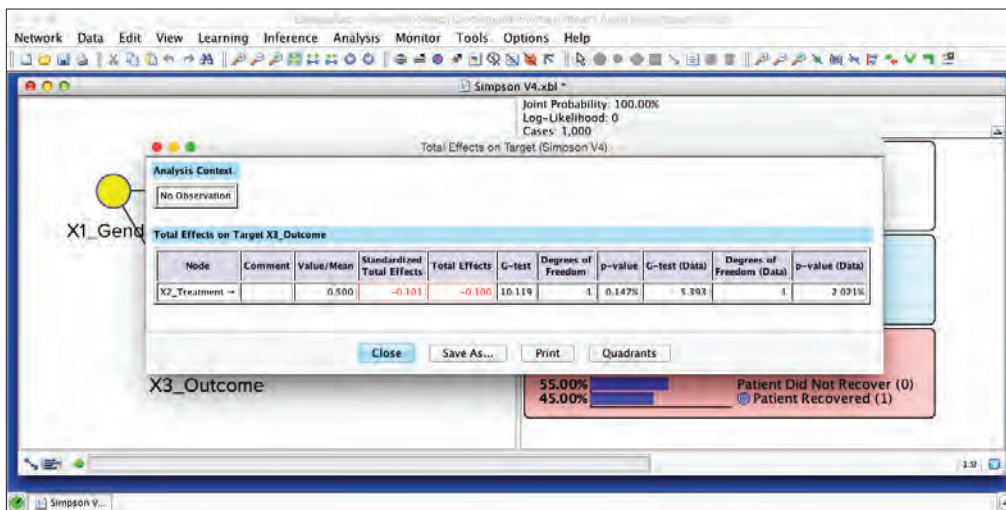 Network Data Edit View Learning Inference Analysis Monitor Tools Options Help
Simpson V4.xbl *
Joint Probability: 100.00%
Log-Likelihood: 0
Cases: 1,000
Total Effects on Target (Simpson V4)
Analysis Context
No Observation
X1_Gend
Total Effects on Target X3_Outcome
Node Comment Value/Mean Standardized Total Effects Total Effects G-test Degrees of Freedom p-value G-test (Data) Degrees of Freedom (Data) p-value (Data)
X2_Treatment → 0.500 -0.101 -0.100 10.119 1 0.147% 5.393 1 2.021%
Close Save As... Print Quadrants
X3_Outcome
55.00% Patient Did Not Recover (0)
45.00% Patient Recovered (1)
Simpson V...